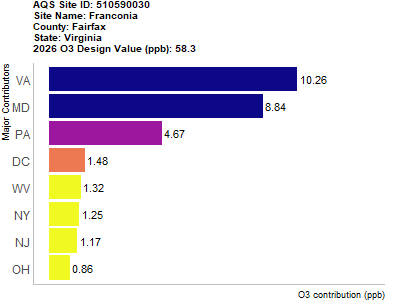 AQS Site ID: 510590030
Site Name: Franconia
County: Fairfax
State: Virginia
2026 O3 Design Value (ppb): 58.3
Major Contributors
VA 10.26
MD 8.84
PA 4.67
DC 1.48
WV 1.32
NY 1.25
NJ 1.17
OH 0.86
O3 contribution (ppb)